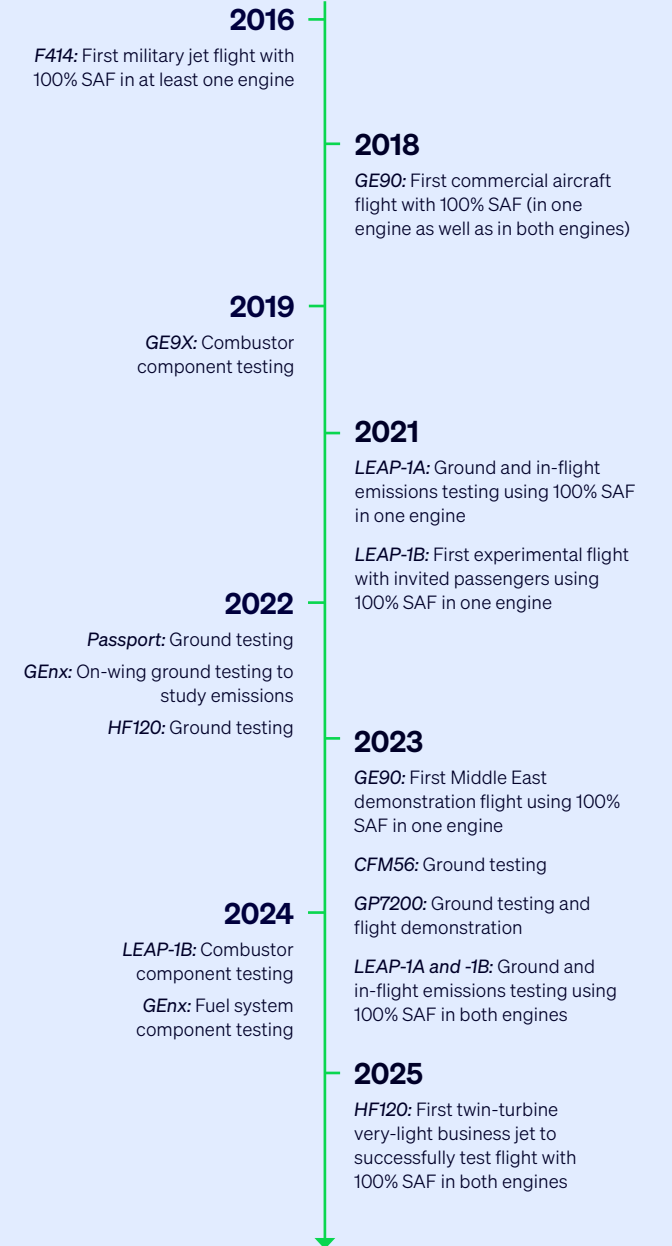 2016
F414: First military jet flight with
100% SAF in at least one engine
2018
GE90: First commercial aircraft
flight with 100% SAF (in one
engine as well as in both engines)
2019
GE9X: Combustor
component testing
2021
LEAP-1A: Ground and in-flight
emissions testing using 100% SAF
in one engine
LEAP-1B: First experimental flight
with invited passengers using
100% SAF in one engine
2022
Passport: Ground testing
GEnx: On-wing ground testing to
study emissions
HF120: Ground testing
2023
GE90: First Middle East
demonstration flight using 100%
SAF in one engine
CFM56: Ground testing
GP7200: Ground testing and
flight demonstration
LEAP-1A and -1B: Ground and
in-flight emissions testing using
100% SAF in both engines
2024
LEAP-1B: Combustor
component testing
GEnx: Fuel system
component testing
2025
HF120: First twin-turbine
very-light business jet to
successfully test flight with
100% SAF in both engines